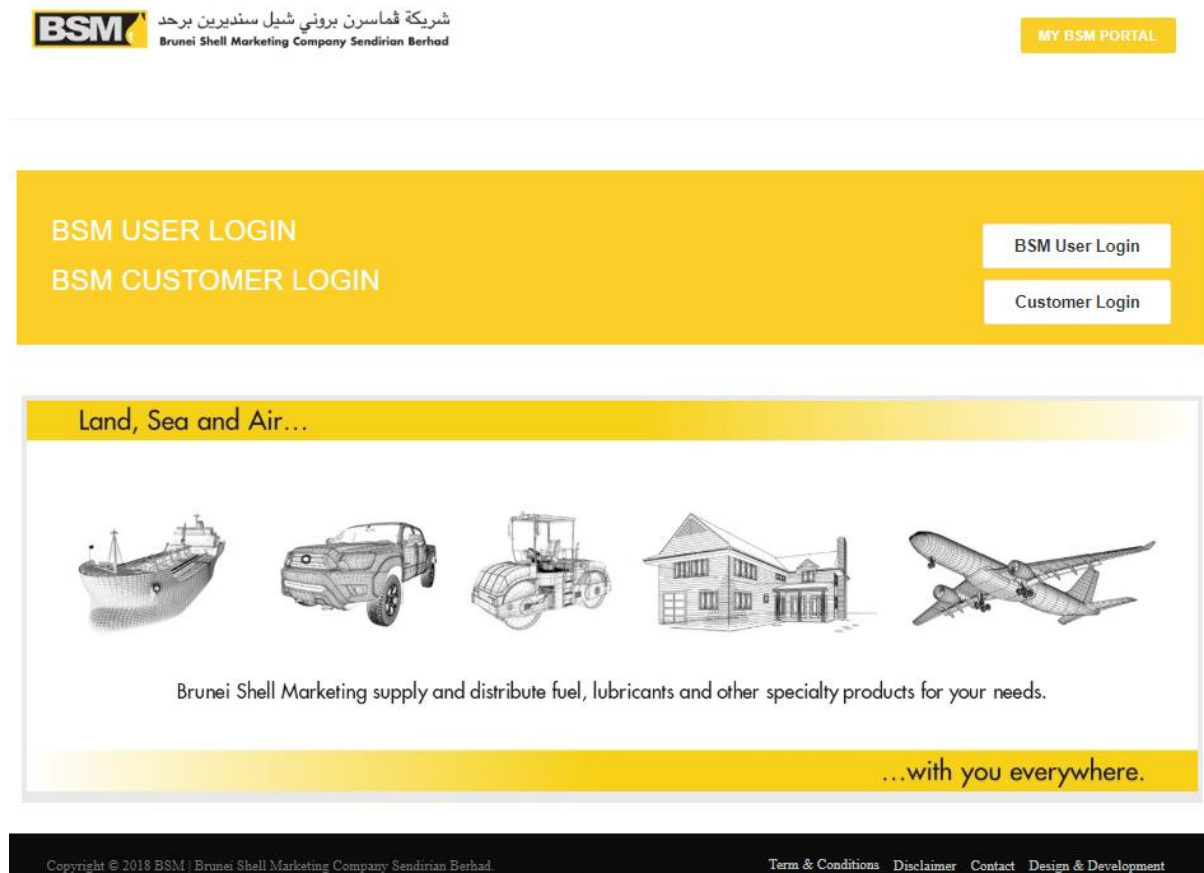 BSM
شريكة ڤماسرن بروني شيل سنديرين برحد
Brunei Shell Marketing Company Sendirian Berhad
MY BSM PORTAL
BSM USER LOGIN
BSM CUSTOMER LOGIN
BSM User Login
Customer Login
Land, Sea and Air...
Brunei Shell Marketing supply and distribute fuel, lubricants and other specialty products for your needs.
...with you everywhere.
Copyright © 2018 BSM | Brunei Shell Marketing Company Sendirian Berhad.
Term & Conditions Disclaimer Contact Design & Development